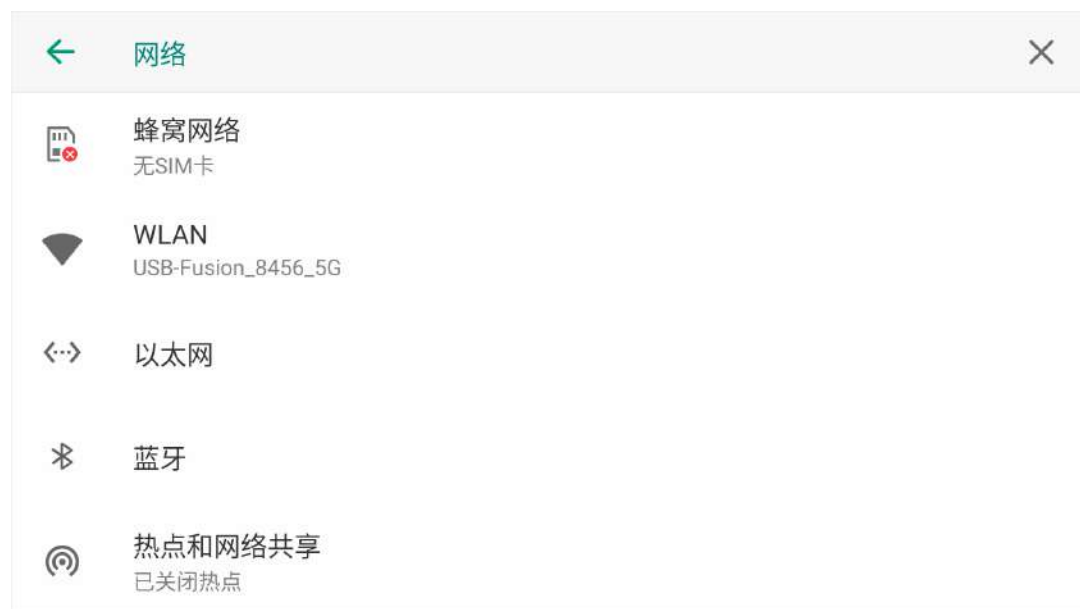 网络
蜂窝网络
无SIM卡
WLAN
USB-Fusion_8456_5G
以太网
蓝牙
热点和网络共享
已关闭热点